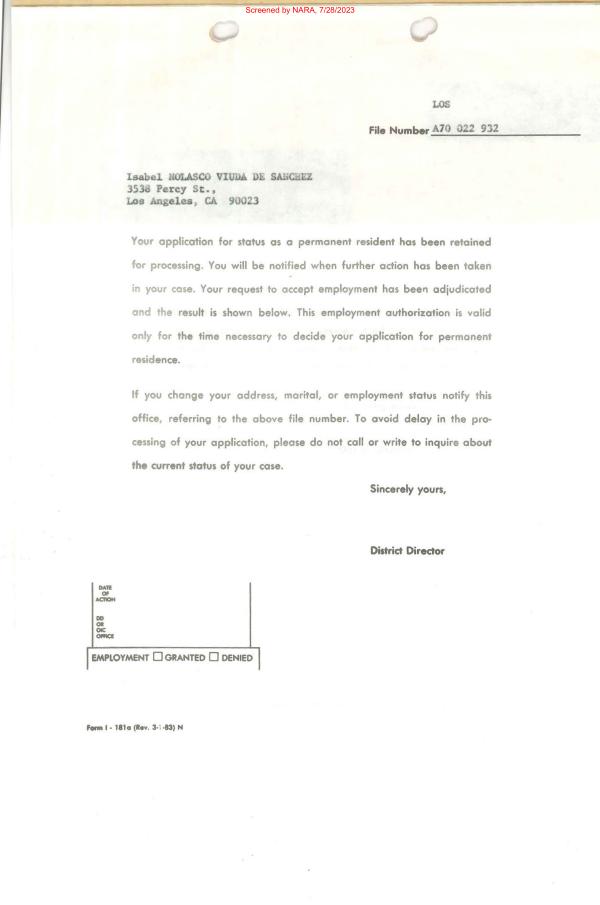 Screened by NARA, 7/28/2023
LOS
File Number A70 022 932
Isabel NOLASCO VIUDA DE SANCHEZ
3538 Percy St.,
Los Angeles, CA 90023
Your application for status as a permanent resident has been retained
for processing. You will be notified when further action has been taken
in your case. Your request to accept employment has been adjudicated
and the result is shown below. This employment authorization is valid
only for the time necessary to decide your application for permanent
residence.
If you change your address, marital, or employment status notify this
office, referring to the above file number. To avoid delay in the pro-
cessing of your application, please do not call or write to inquire about
the current status of your case.
Sincerely yours,
District Director
DATE
OF
ACTION
DD
OR
OIC
OFFICE
EMPLOYMENT ☐ GRANTED ☐ DENIED
Form I - 181a (Rev. 3-1-83) N